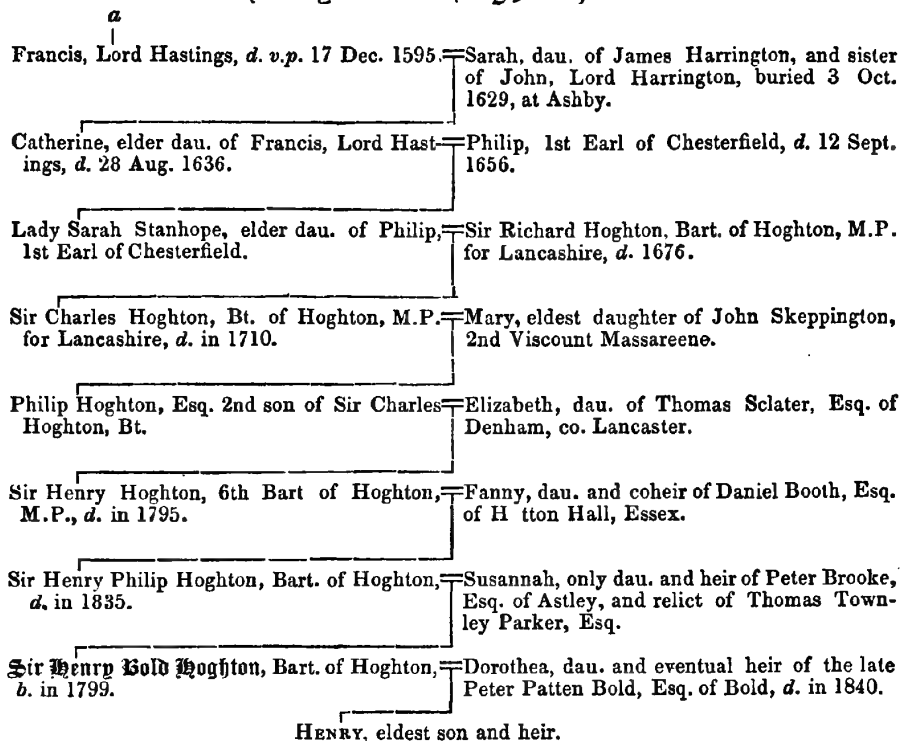 a
Francis, Lord Hastings, d. v.p. 17 Dec. 1595.
Sarah, dau. of James Harrington, and sister
of John, Lord Harrington, buried 3 Oct.
1629, at Ashby.
Catherine, elder dau. of Francis, Lord Hast-
ings, d. 28 Aug. 1636.
Philip, 1st Earl of Chesterfield, d. 12 Sept.
1656.
Lady Sarah Stanhope, elder dau. of Philip,
1st Earl of Chesterfield.
Sir Richard Hoghton, Bart. of Hoghton, M.P.
for Lancashire, d. 1676.
Sir Charles Hoghton, Bt. of Hoghton, M.P.
for Lancashire, d. in 1710.
Mary, eldest daughter of John Skeppington,
2nd Viscount Massareene.
Philip Hoghton, Esq. 2nd son of Sir Charles
Hoghton, Bt.
Elizabeth, dau. of Thomas Sclater, Esq. of
Denham, co. Lancaster.
Sir Henry Hoghton, 6th Bart of Hoghton,
M.P., d. in 1795.
Fanny, dau. and coheir of Daniel Booth, Esq.
of H tton Hall, Essex.
Sir Henry Philip Hoghton, Bart. of Hoghton,
d. in 1835.
Susannah, only dau. and heir of Peter Brooke,
Esq. of Astley, and relict of Thomas Town-
ley Parker, Esq.
Sir Henry Bold Hoghton, Bart. of Hoghton,
b. in 1799.
Dorothea, dau. and eventual heir of the late
Peter Patten Bold, Esq. of Bold, d. in 1840.
HENRY, eldest son and heir.